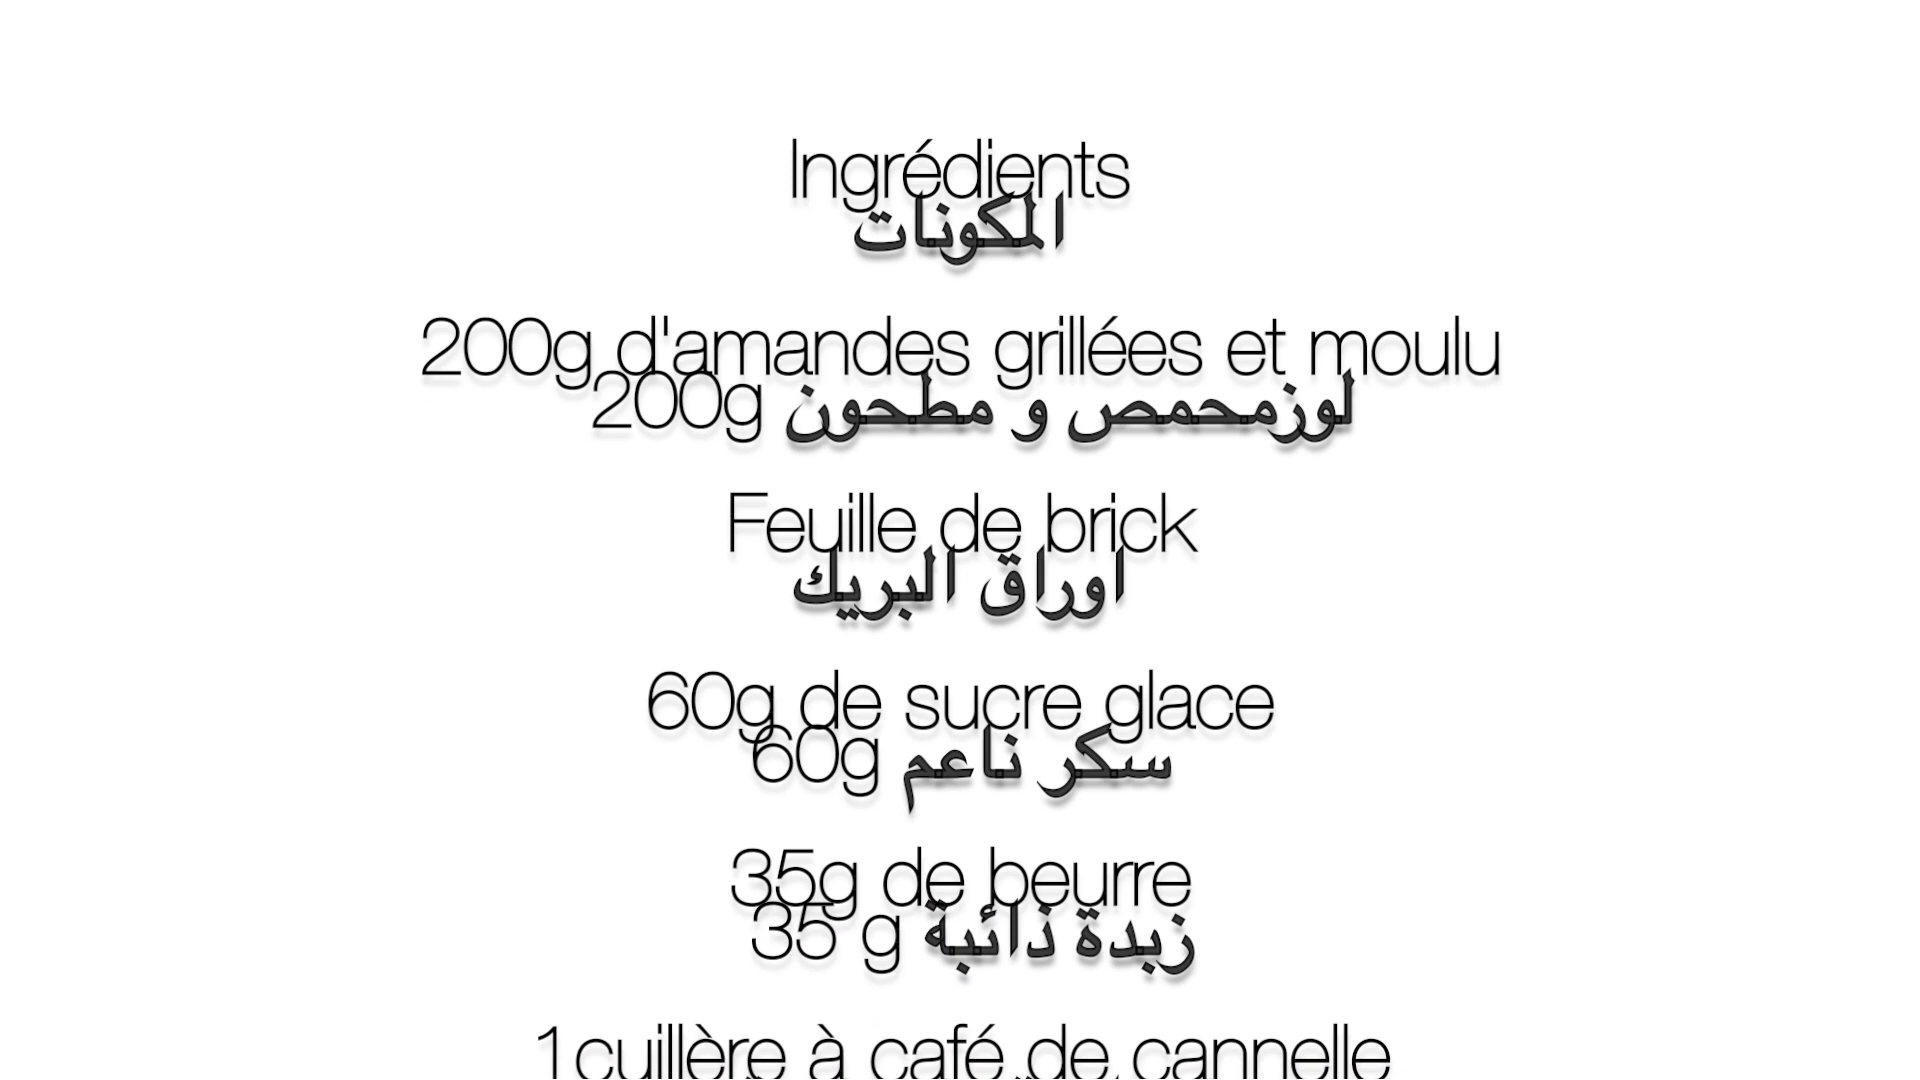 Ingrédients
المكونات
200g d'amandes grillées et moulu
200g لوزمحمص و مطحون
Feuille de brick
اوراق البريك
60g de sucre glace
60g سكر ناعم
35g de beurre
35 g زبدة ذائبة
1cuillère à café de cannelle